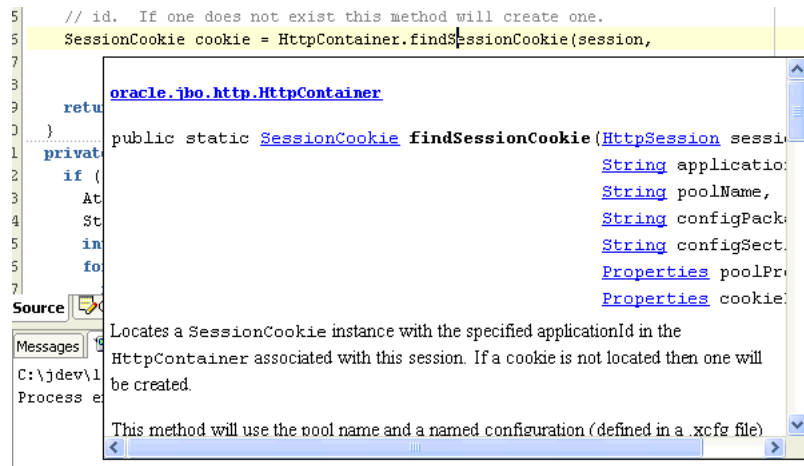 5 // id. If one does not exist this method will create one.
SessionCookie cookie = HttpContainer.findSessionCookie(session,
oracle.jbo.http.HttpContainer
retu
}
public static SessionCookie findSessionCookie(HttpSession sessi
privat
String applicatio
if (
String poolName,
At
String configPack
St
String configSect
in
Properties poolPr
fo
Properties cookie
Source
Locates a SessionCookie instance with the specified applicationId in the
Messages
HttpContainer associated with this session. If a cookie is not located then one will
C:\jdev\l
be created.
Process e
This method will use the pool name and a named configuration (defined in a .xcfg file)